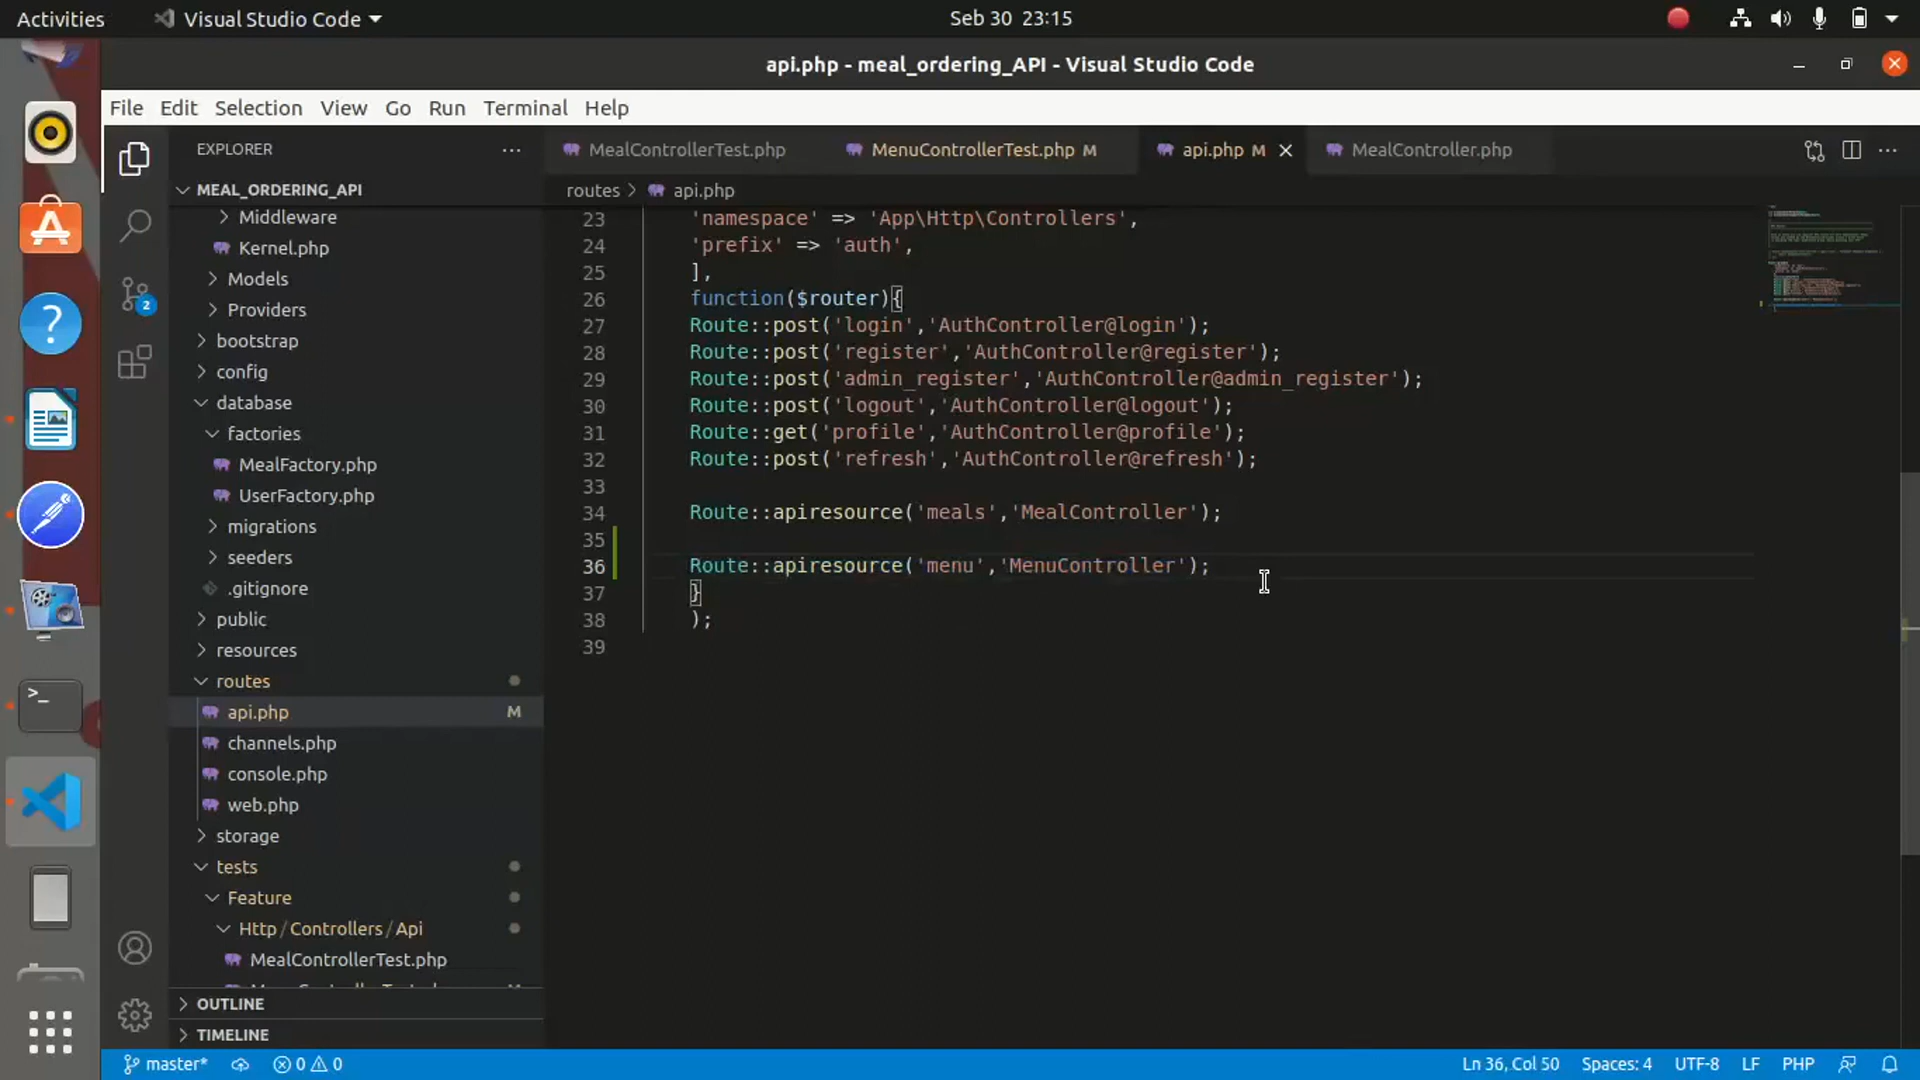 Activities
Visual Studio Code
Seb 30 23:15
api.php - meal_ordering_API - Visual Studio Code
File Edit Selection View Go Run Terminal Help
EXPLORER
MealControllerTest.php
MenuControllerTest.php M
api.php M
MealController.php
MEAL_ORDERING_API
routes > api.php
Middleware
Kernel.php
Models
Providers
bootstrap
config
database
factories
MealFactory.php
UserFactory.php
migrations
seeders
.gitignore
public
resources
routes
api.php M
channels.php
console.php
web.php
storage
tests
Feature
Http / Controllers / Api
MealControllerTest.php
OUTLINE
TIMELINE
2
23 'namespace' => 'App\Http\Controllers',
24 'prefix' => 'auth',
25 ],
26 function($router){
27 Route::post('login','AuthController@login');
28 Route::post('register','AuthController@register');
29 Route::post('admin_register','AuthController@admin_register');
30 Route::post('logout','AuthController@logout');
31 Route::get('profile','AuthController@profile');
32 Route::post('refresh','AuthController@refresh');
33
34 Route::apiresource('meals','MealController');
35
36 Route::apiresource('menu','MenuController');
37 }
38 );
39
master* 0 0
Ln 36, Col 50 Spaces: 4 UTF-8 LF PHP